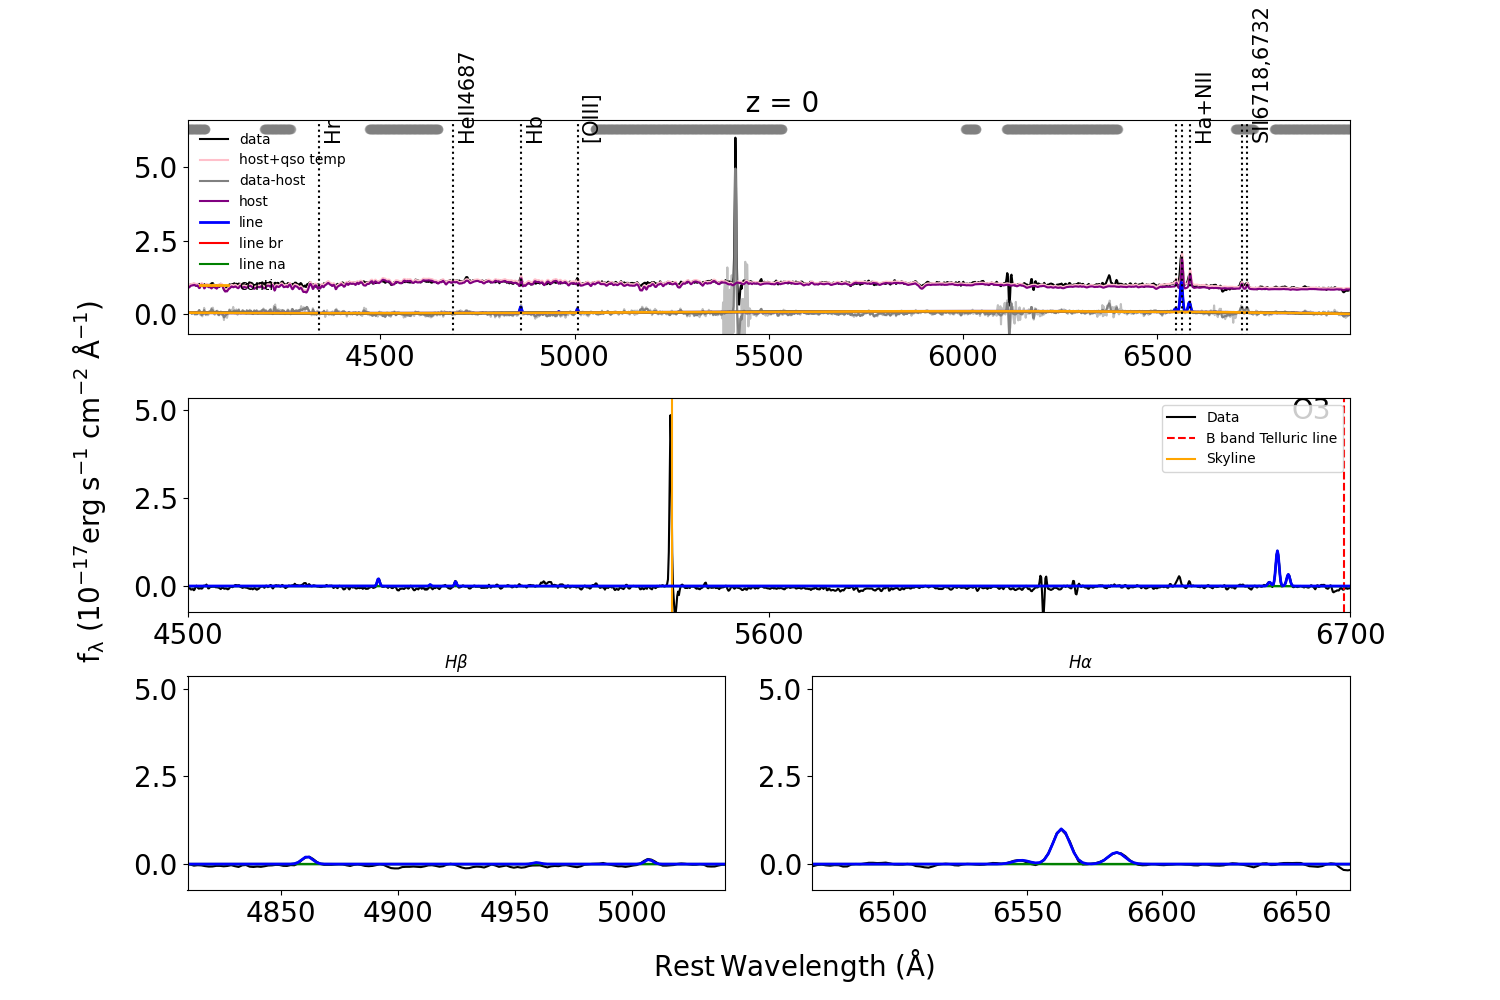 z = 0
Hr
HeII4687
Hb
[OIII]
Ha+NII
SII6718,6732
data
host+qso temp
data-host
host
line
line br
line na
conti
5.0
2.5
0.0
4500
5000
5500
6000
6500
fλ (10⁻¹⁷erg s⁻¹ cm⁻² Å⁻¹)
O3
Data
B band Telluric line
Skyline
5.0
2.5
0.0
4500
5600
6700
Hβ
5.0
2.5
0.0
4850
4900
4950
5000
Hα
5.0
2.5
0.0
6500
6550
6600
6650
Rest Wavelength (Å)